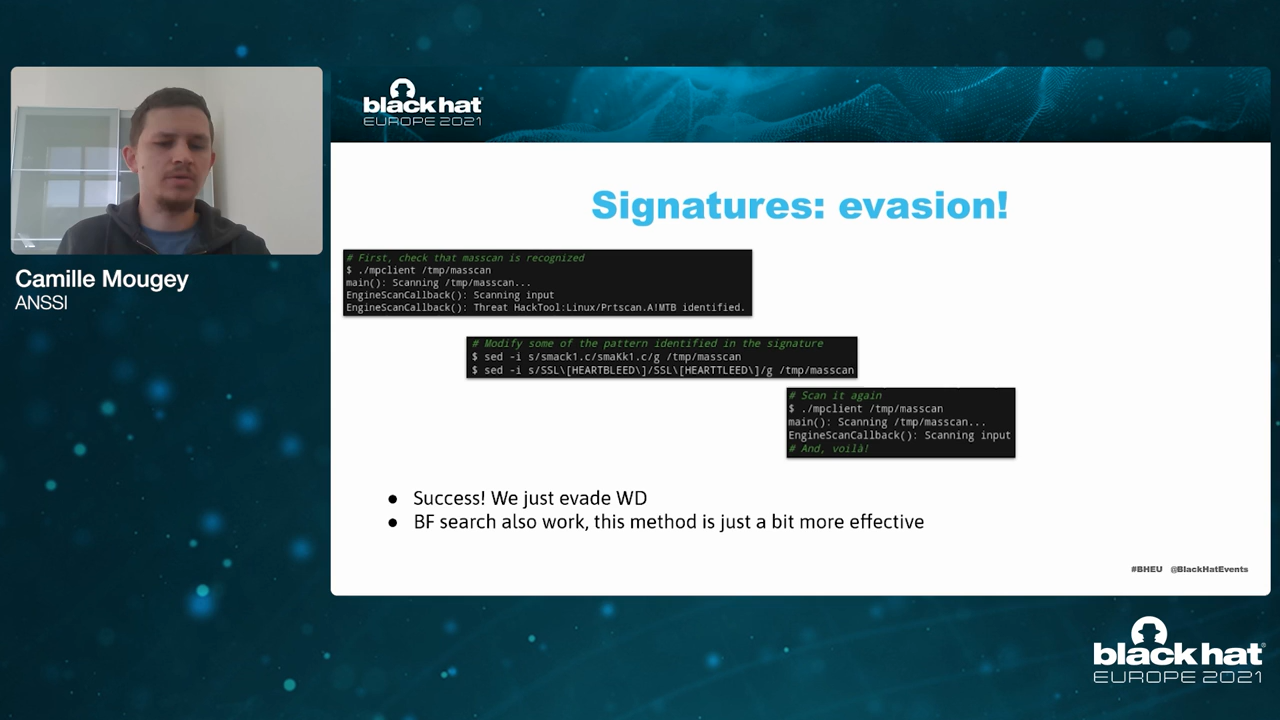 black hat
EUROPE 2021
Signatures: evasion!
# First, check that masscan is recognized
$ ./mpclient /tmp/masscan
main(): Scanning /tmp/masscan...
EngineScanCallback(): Scanning input
EngineScanCallback(): Threat HackTool:Linux/Prtscan.A!MTB identified.
Camille Mougey
ANSSI
# Modify some of the pattern identified in the signature
$ sed -i s/smack1.c/smaKk1.c/g /tmp/masscan
$ sed -i s/SSL\[HEARTBLEED\]/SSL\[HEARTTLEED\]/g /tmp/masscan
# Scan it again
$ ./mpclient /tmp/masscan
main(): Scanning /tmp/masscan...
EngineScanCallback(): Scanning input
# And, voilà!
● Success! We just evade WD
● BF search also work, this method is just a bit more effective
#BHEU @BlackHatEvents
black hat
EUROPE 2021